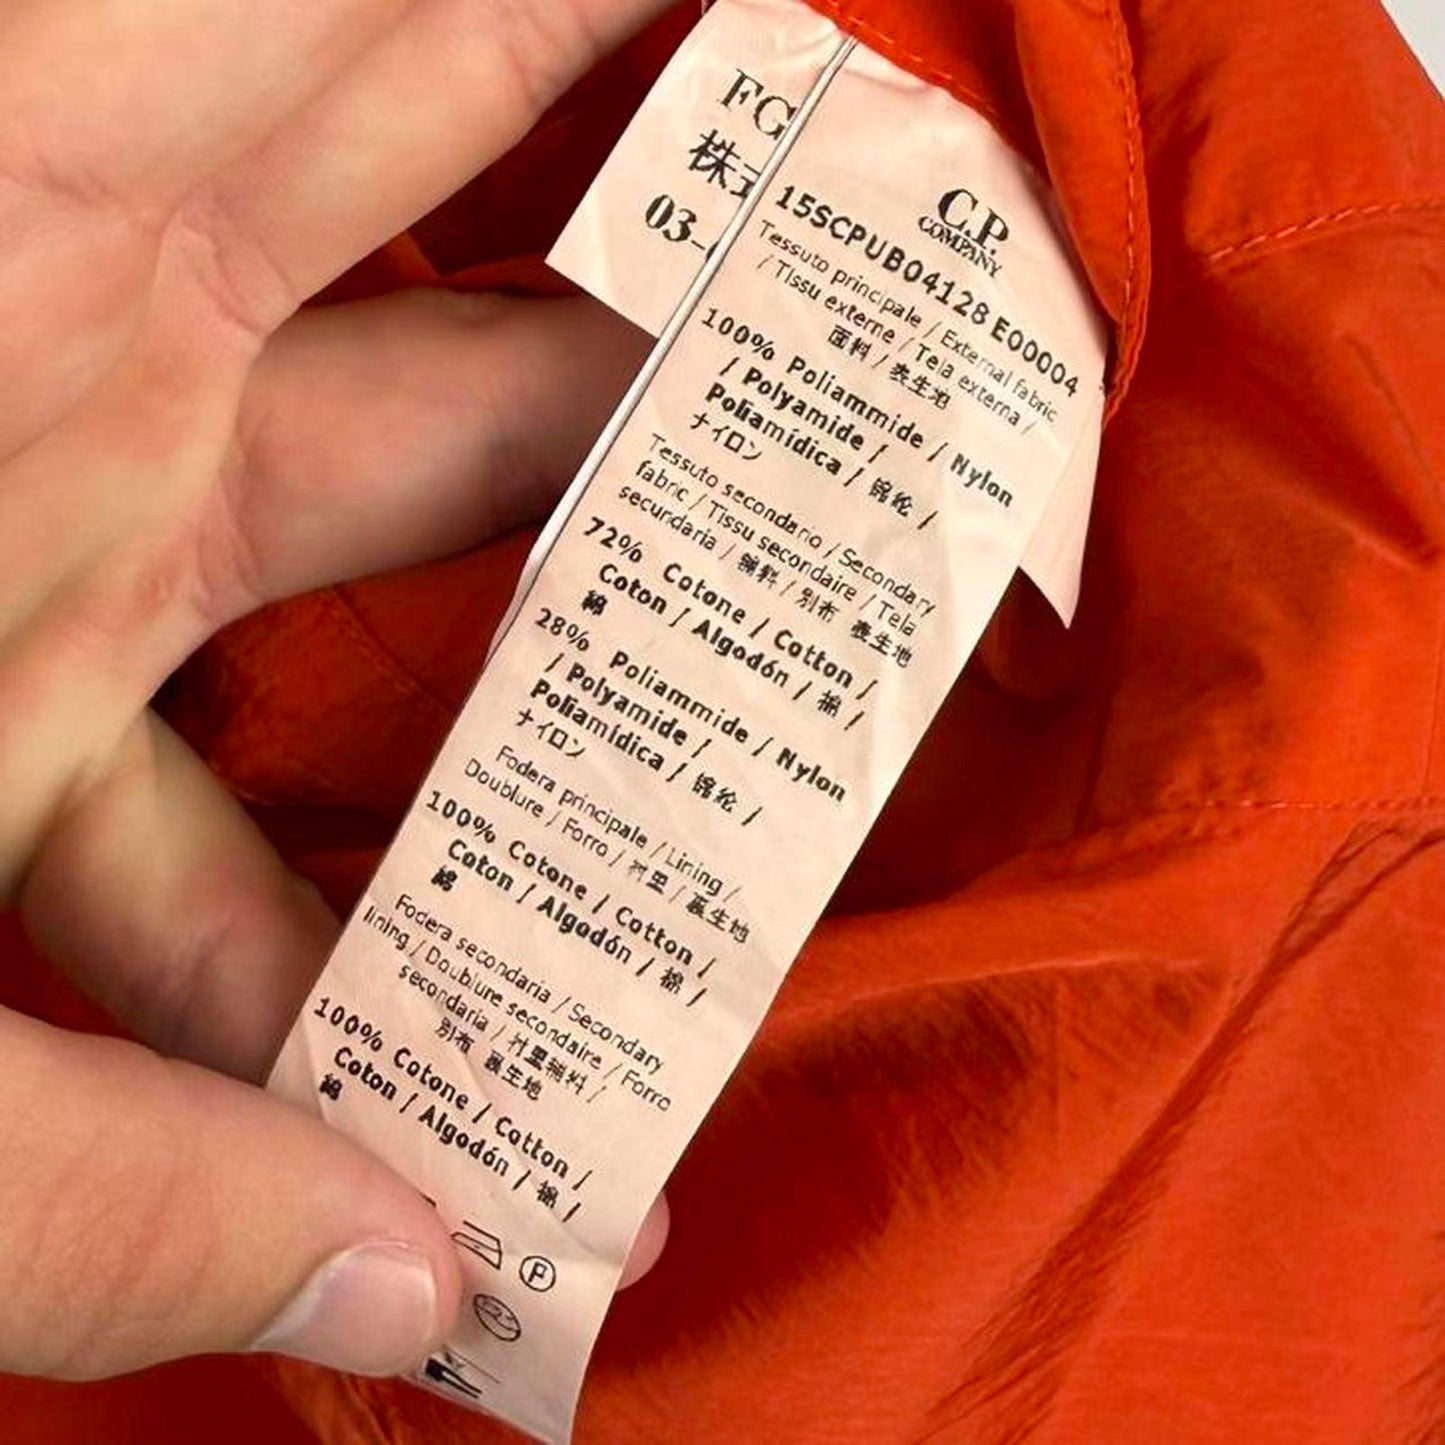 FG
株式
03-
C.P.
COMPANY
15SCPUB04128 E00004
Tessuto principale / External fabric
/ Tissu externe / Tela externa /
面料 / 表生地
100% Poliammide / Nylon
/ Polyamide /
Poliamídica / 锦纶 /
ナイロン
Tessuto secondario / Secondary
fabric / Tissu secondaire / Tela
secundaria / 辅料 / 別布 表生地
72% Cotone / Cotton /
Coton / Algodón / 棉 /
綿
28% Poliammide / Nylon
/ Polyamide /
Poliamídica / 锦纶 /
ナイロン
Fodera principale / Lining /
Doublure / Forro / 衬里 / 裏生地
100% Cotone / Cotton /
Coton / Algodón / 棉 /
綿
Fodera secondaria / Secondary
lining / Doublure secondaire / Forro
secondaria / 衬里辅料 /
別布 裏生地
100% Cotone / Cotton /
Coton / Algodón / 棉 /
綿
P